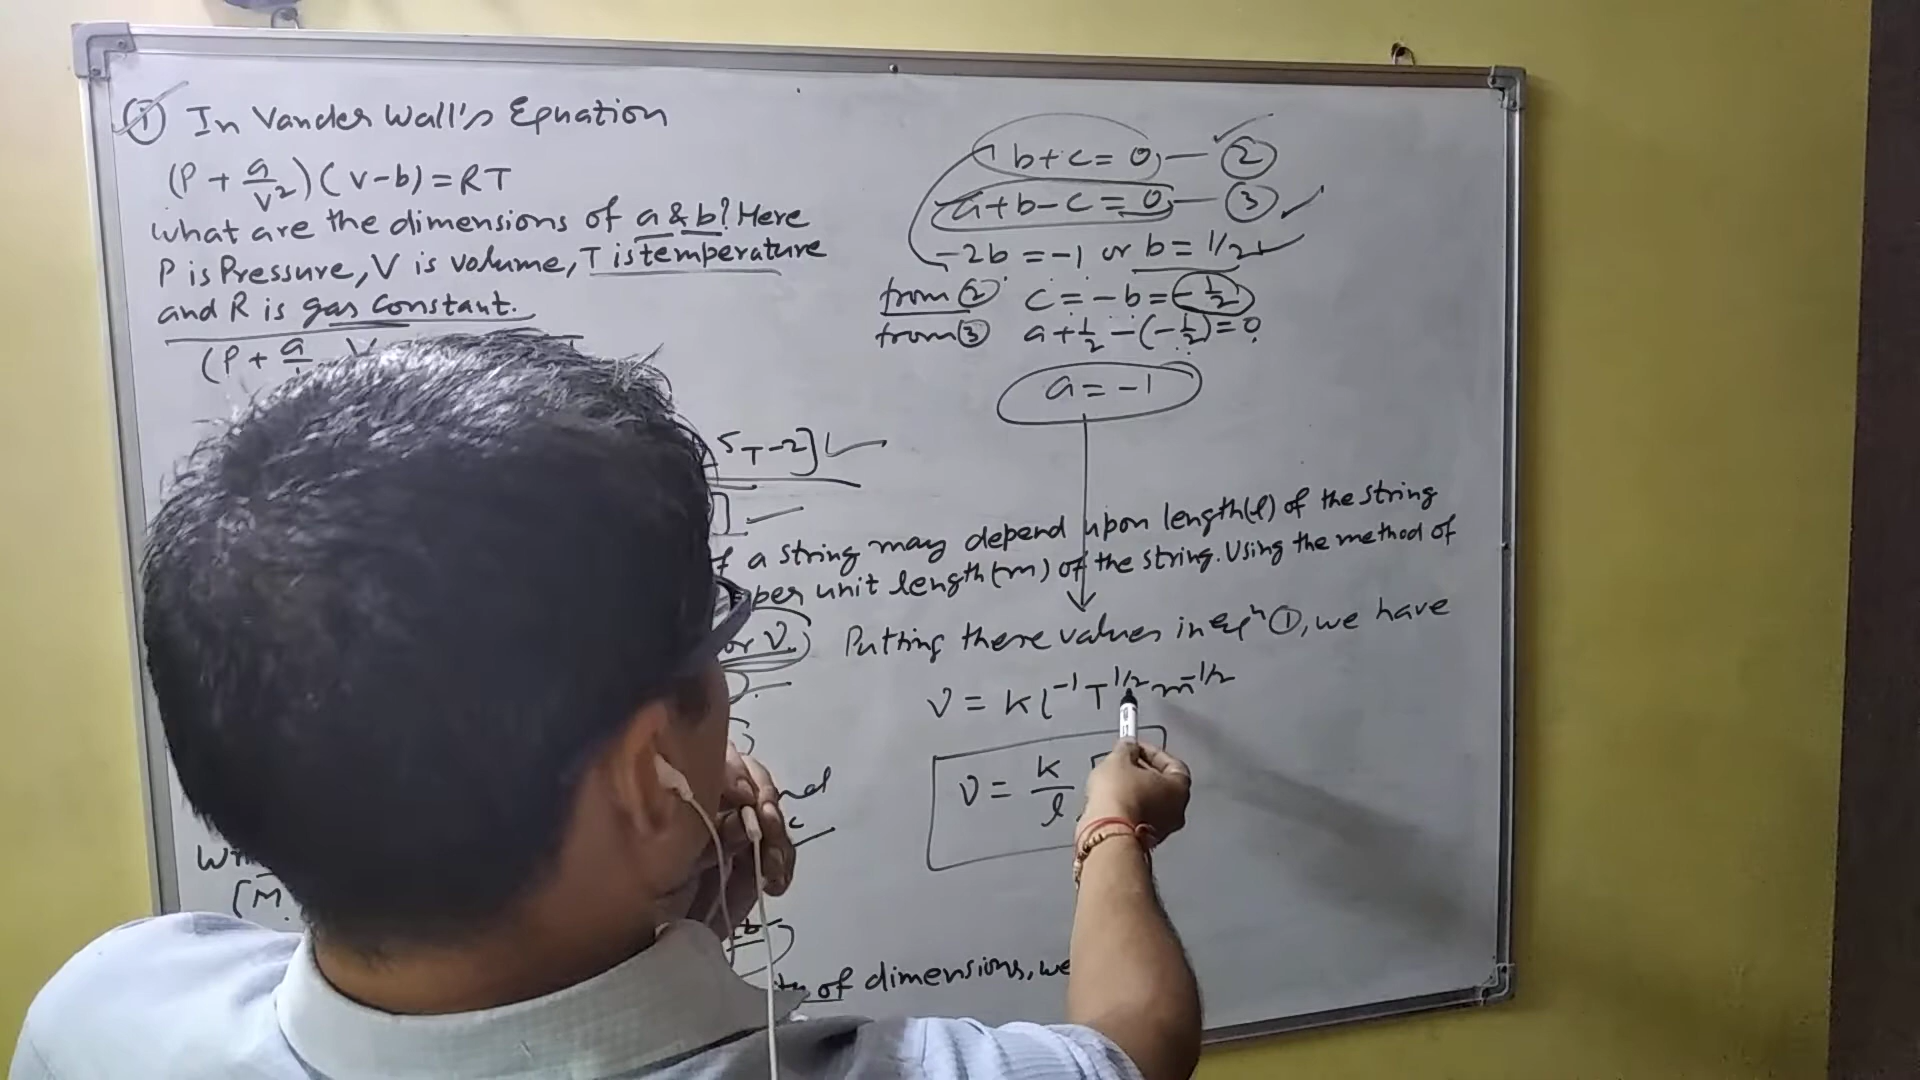 ① In Vander Wall's Equation
(P + a/V²)(V-b) = RT
what are the dimensions of a & b? Here
P is Pressure, V is volume, T is temperature
and R is gas constant.
(P + a
5T-2]
]
f a string may depend upon length(l) of the string
per unit length(m) of the string. Using the method of
or ν.
b+c = 0 — ②
a+b-c = 0 — ③
-2b = -1 or b = 1/2
from ② c = -b = -1/2
from ③ a+1/2-(-1/2) = 0
a = -1
Putting these values in eqⁿ ①, we have
ν = K l⁻¹ T^1/2 m^-1/2
ν = K/l
[M
of dimensions, we